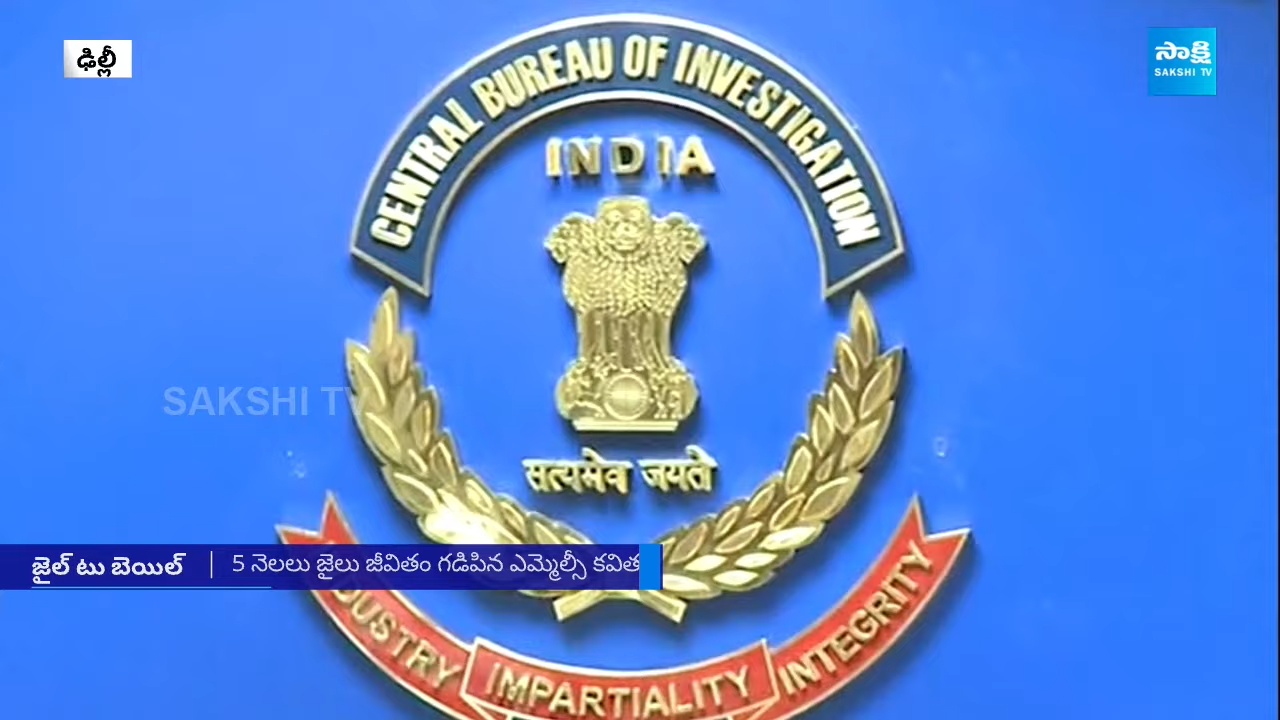 ఢిల్లీ
సాక్షి
SAKSHI TV
CENTRAL BUREAU OF INVESTIGATION
INDIA
SAKSHI TV
सत्यमेव जयते
జైల్ టు బెయిల్ | 5 నెలలు జైలు జీవితం గడిపిన ఎమ్మెల్సీ కవిత
IMPARTIALITY
INTEGRITY